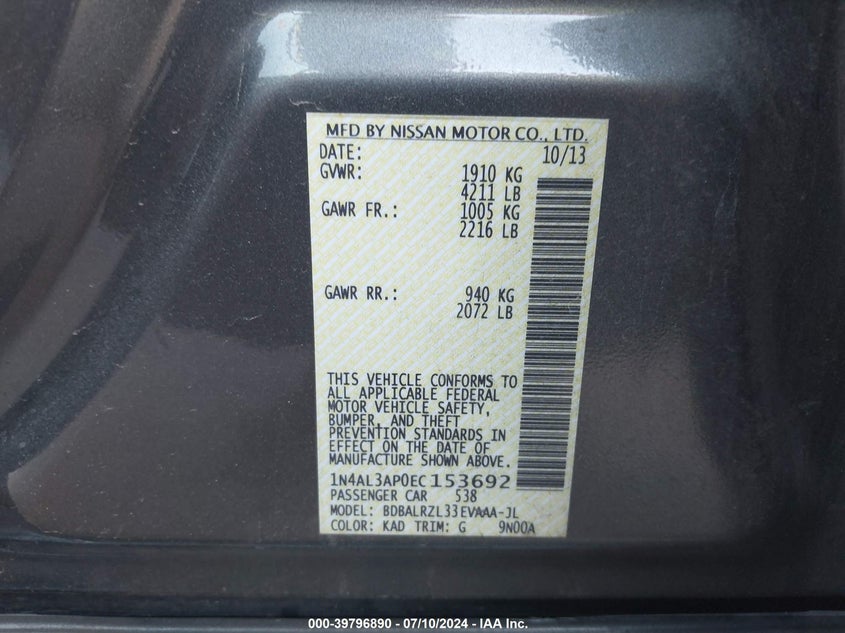 MFD BY NISSAN MOTOR CO., LTD.
DATE: 10/13
GVWR: 1910 KG
4211 LB
GAWR FR.: 1005 KG
2216 LB
GAWR RR.: 940 KG
2072 LB
THIS VEHICLE CONFORMS TO
ALL APPLICABLE FEDERAL
MOTOR VEHICLE SAFETY,
BUMPER, AND THEFT
PREVENTION STANDARDS IN
EFFECT ON THE DATE OF
MANUFACTURE SHOWN ABOVE.
1N4AL3AP0EC153692
PASSENGER CAR 538
MODEL: BDBALRZL33EVAAA-JL
COLOR: KAD TRIM: G 9N00A
000-39796890 - 07/10/2024 - IAA Inc.